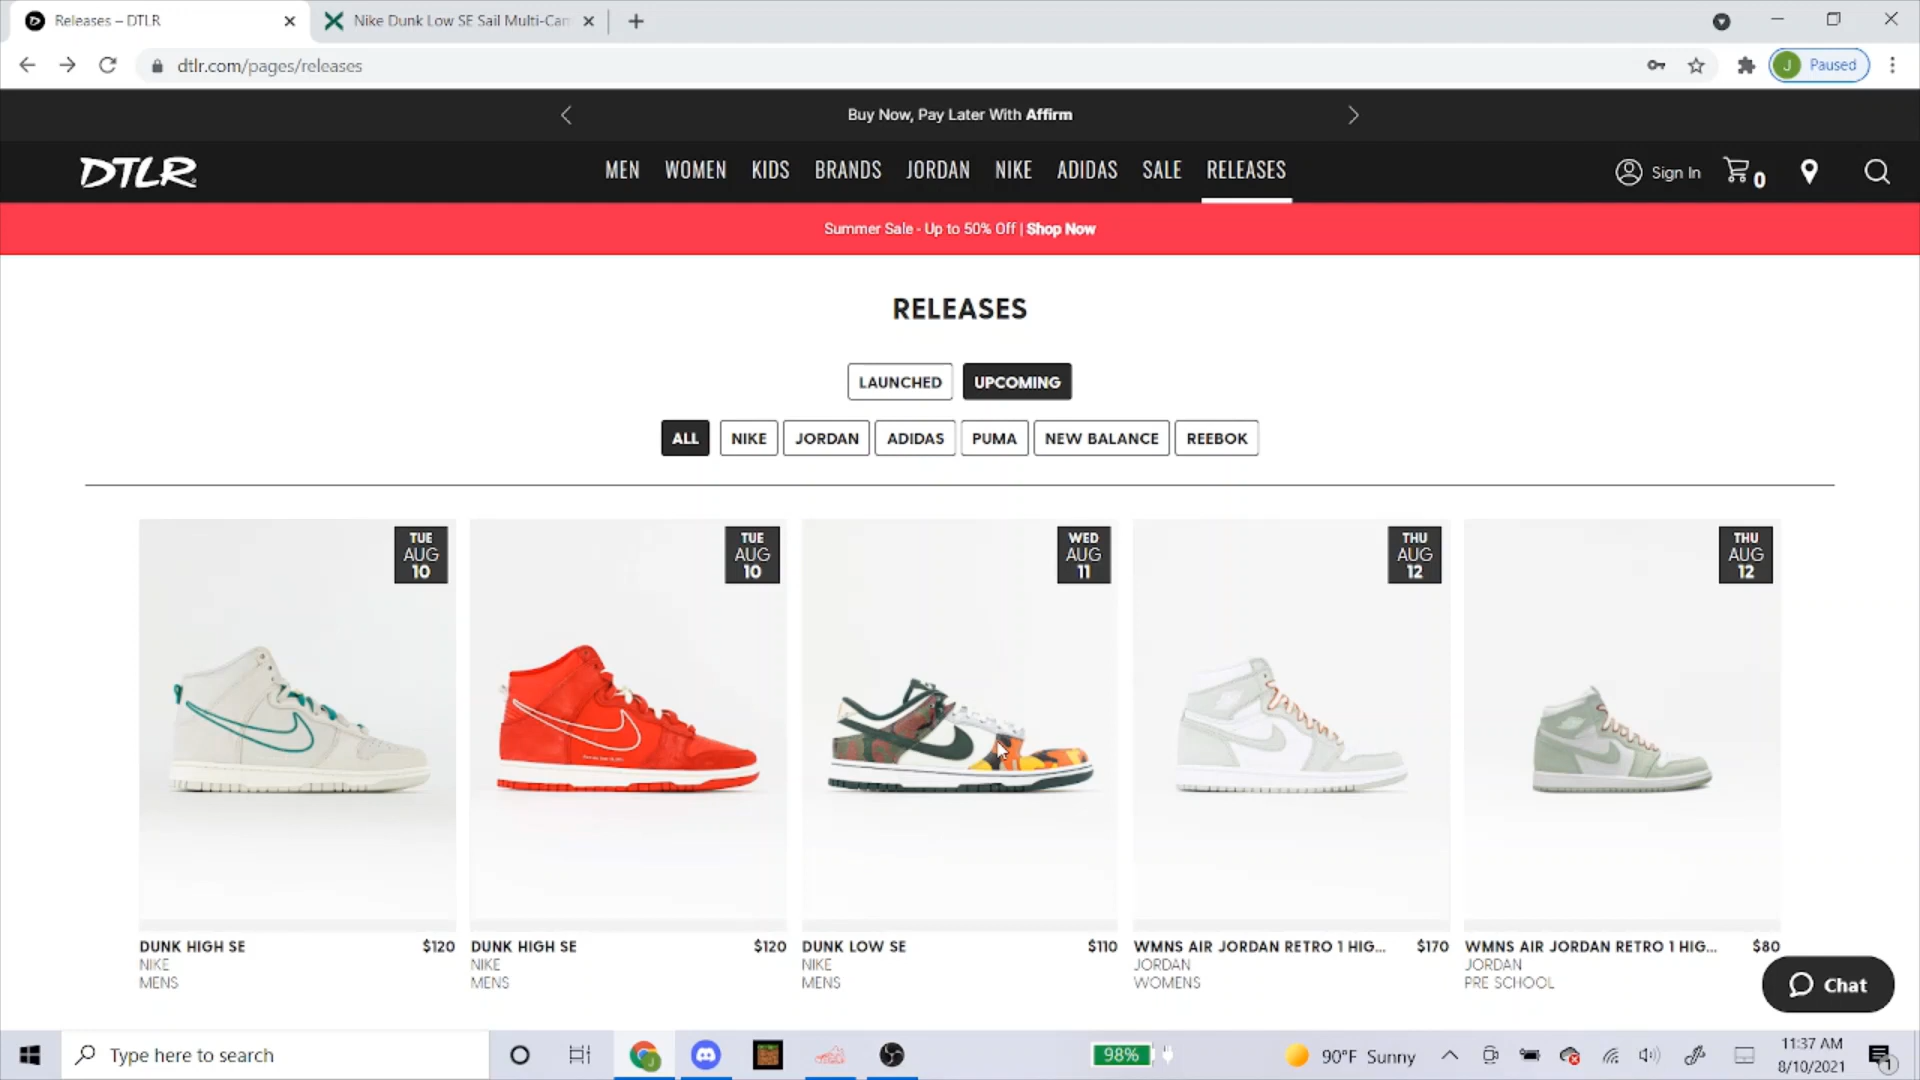 Releases – DTLR
Nike Dunk Low SE Sail Multi-Cam
dtlr.com/pages/releases
J Paused
Buy Now, Pay Later With Affirm
DTLR
MEN WOMEN KIDS BRANDS JORDAN NIKE ADIDAS SALE RELEASES
Sign In 0
Summer Sale - Up to 50% Off | Shop Now
RELEASES
LAUNCHED UPCOMING
ALL NIKE JORDAN ADIDAS PUMA NEW BALANCE REEBOK
TUE
AUG
10
TUE
AUG
10
WED
AUG
11
THU
AUG
12
THU
AUG
12
DUNK HIGH SE $120
NIKE
MENS
DUNK HIGH SE $120
NIKE
MENS
DUNK LOW SE $110
NIKE
MENS
WMNS AIR JORDAN RETRO 1 HIG... $170
JORDAN
WOMENS
WMNS AIR JORDAN RETRO 1 HIG... $80
JORDAN
PRE SCHOOL
Chat
Type here to search
98%
90°F Sunny
11:37 AM
8/10/2021
1